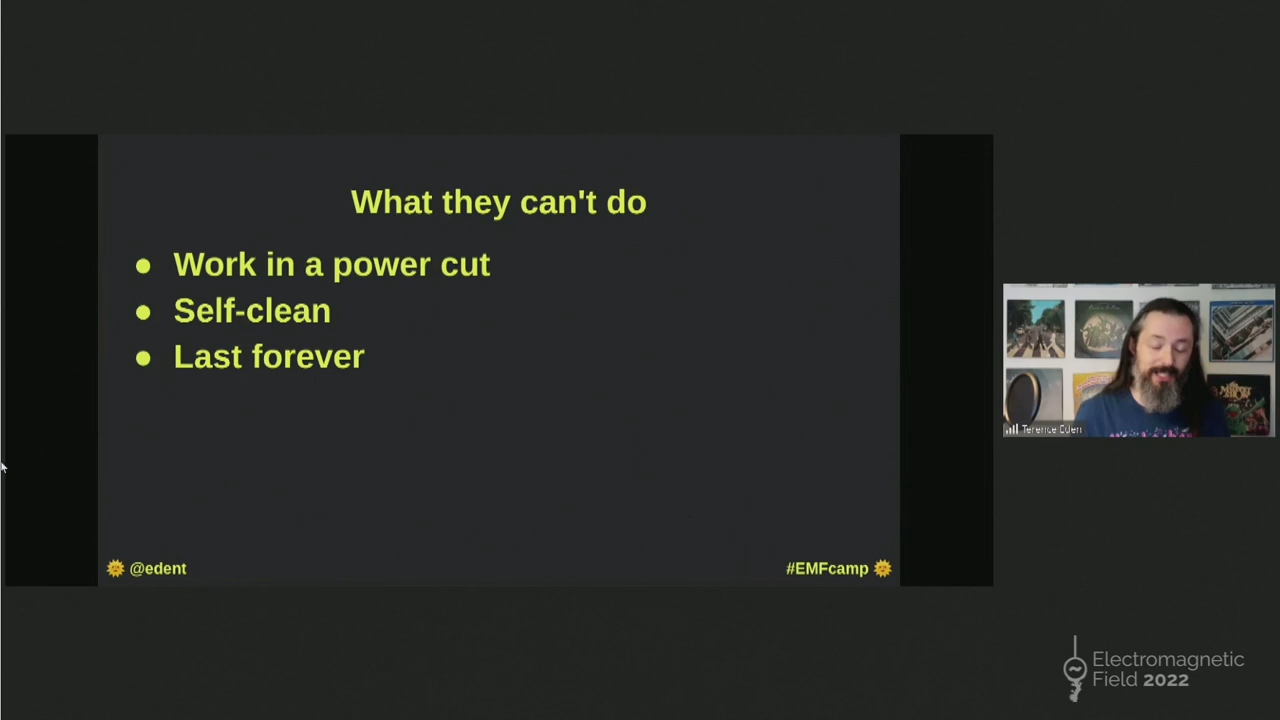 What they can't do
● Work in a power cut
● Self-clean
● Last forever
@edent
#EMFcamp
Terence Eden
Electromagnetic
Field 2022